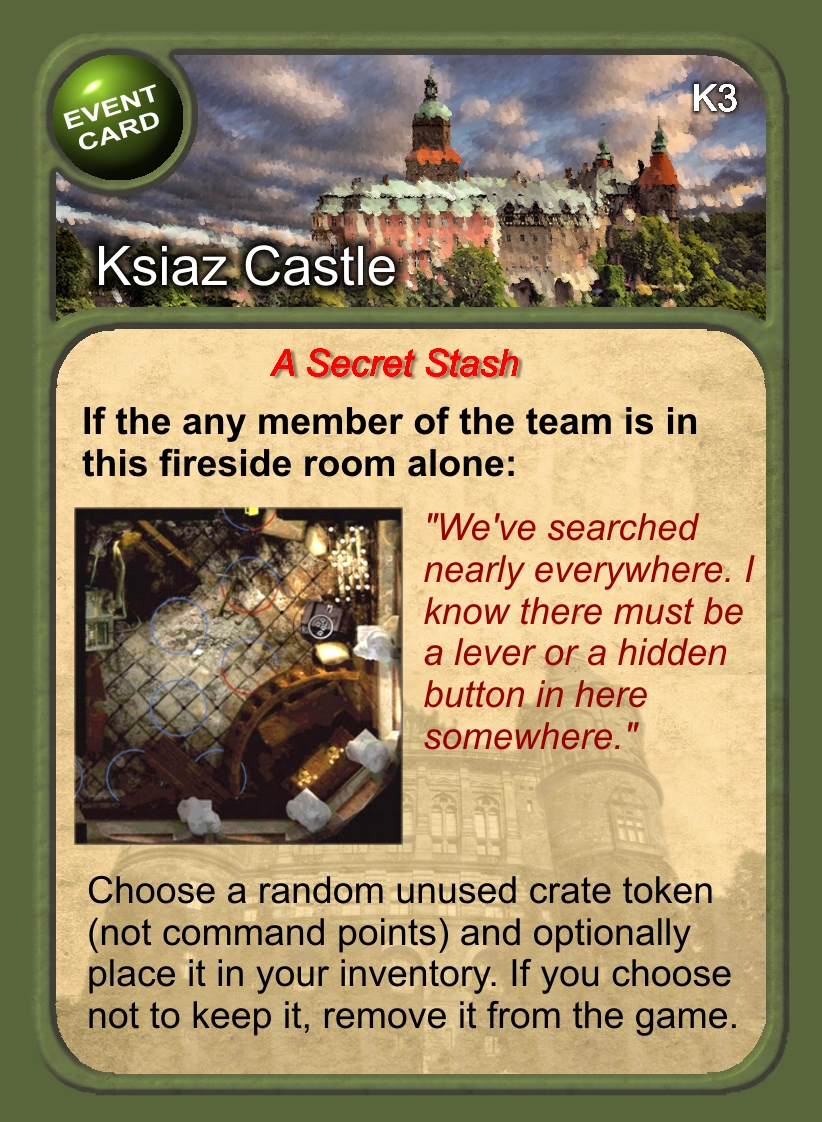 EVENT
CARD
K3
Ksiaz Castle
A Secret Stash
If the any member of the team is in
this fireside room alone:
"We've searched
nearly everywhere. I
know there must be
a lever or a hidden
button in here
somewhere."
Choose a random unused crate token
(not command points) and optionally
place it in your inventory. If you choose
not to keep it, remove it from the game.